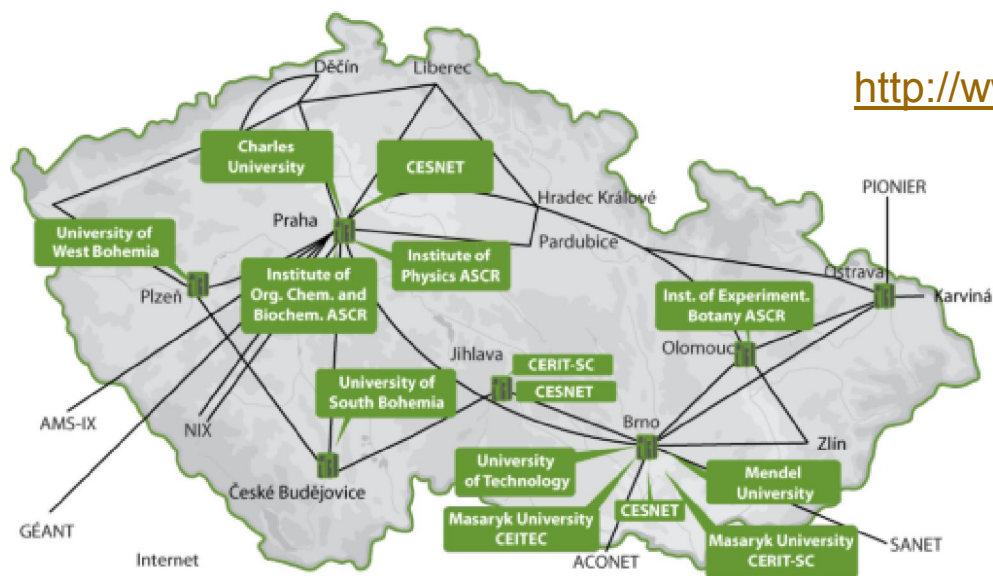 Děčín
Liberec
http://w
Charles
University
CESNET
Hradec Králové
PIONIER
Praha
University of
West Bohemia
Pardubice
Institute of
Physics ASCR
Institute of
Org. Chem. and
Biochem. ASCR
Plzeň
Ostrava
Karviná
Inst. of Experiment.
Botany ASCR
Olomouc
Jihlava
CERIT-SC
CESNET
University of
South Bohemia
AMS-IX
NIX
Brno
Zlín
University
of Technology
Mendel
University
České Budějovice
CESNET
Masaryk University
CEITEC
Masaryk University
CERIT-SC
GÉANT
SANET
Internet
ACONET